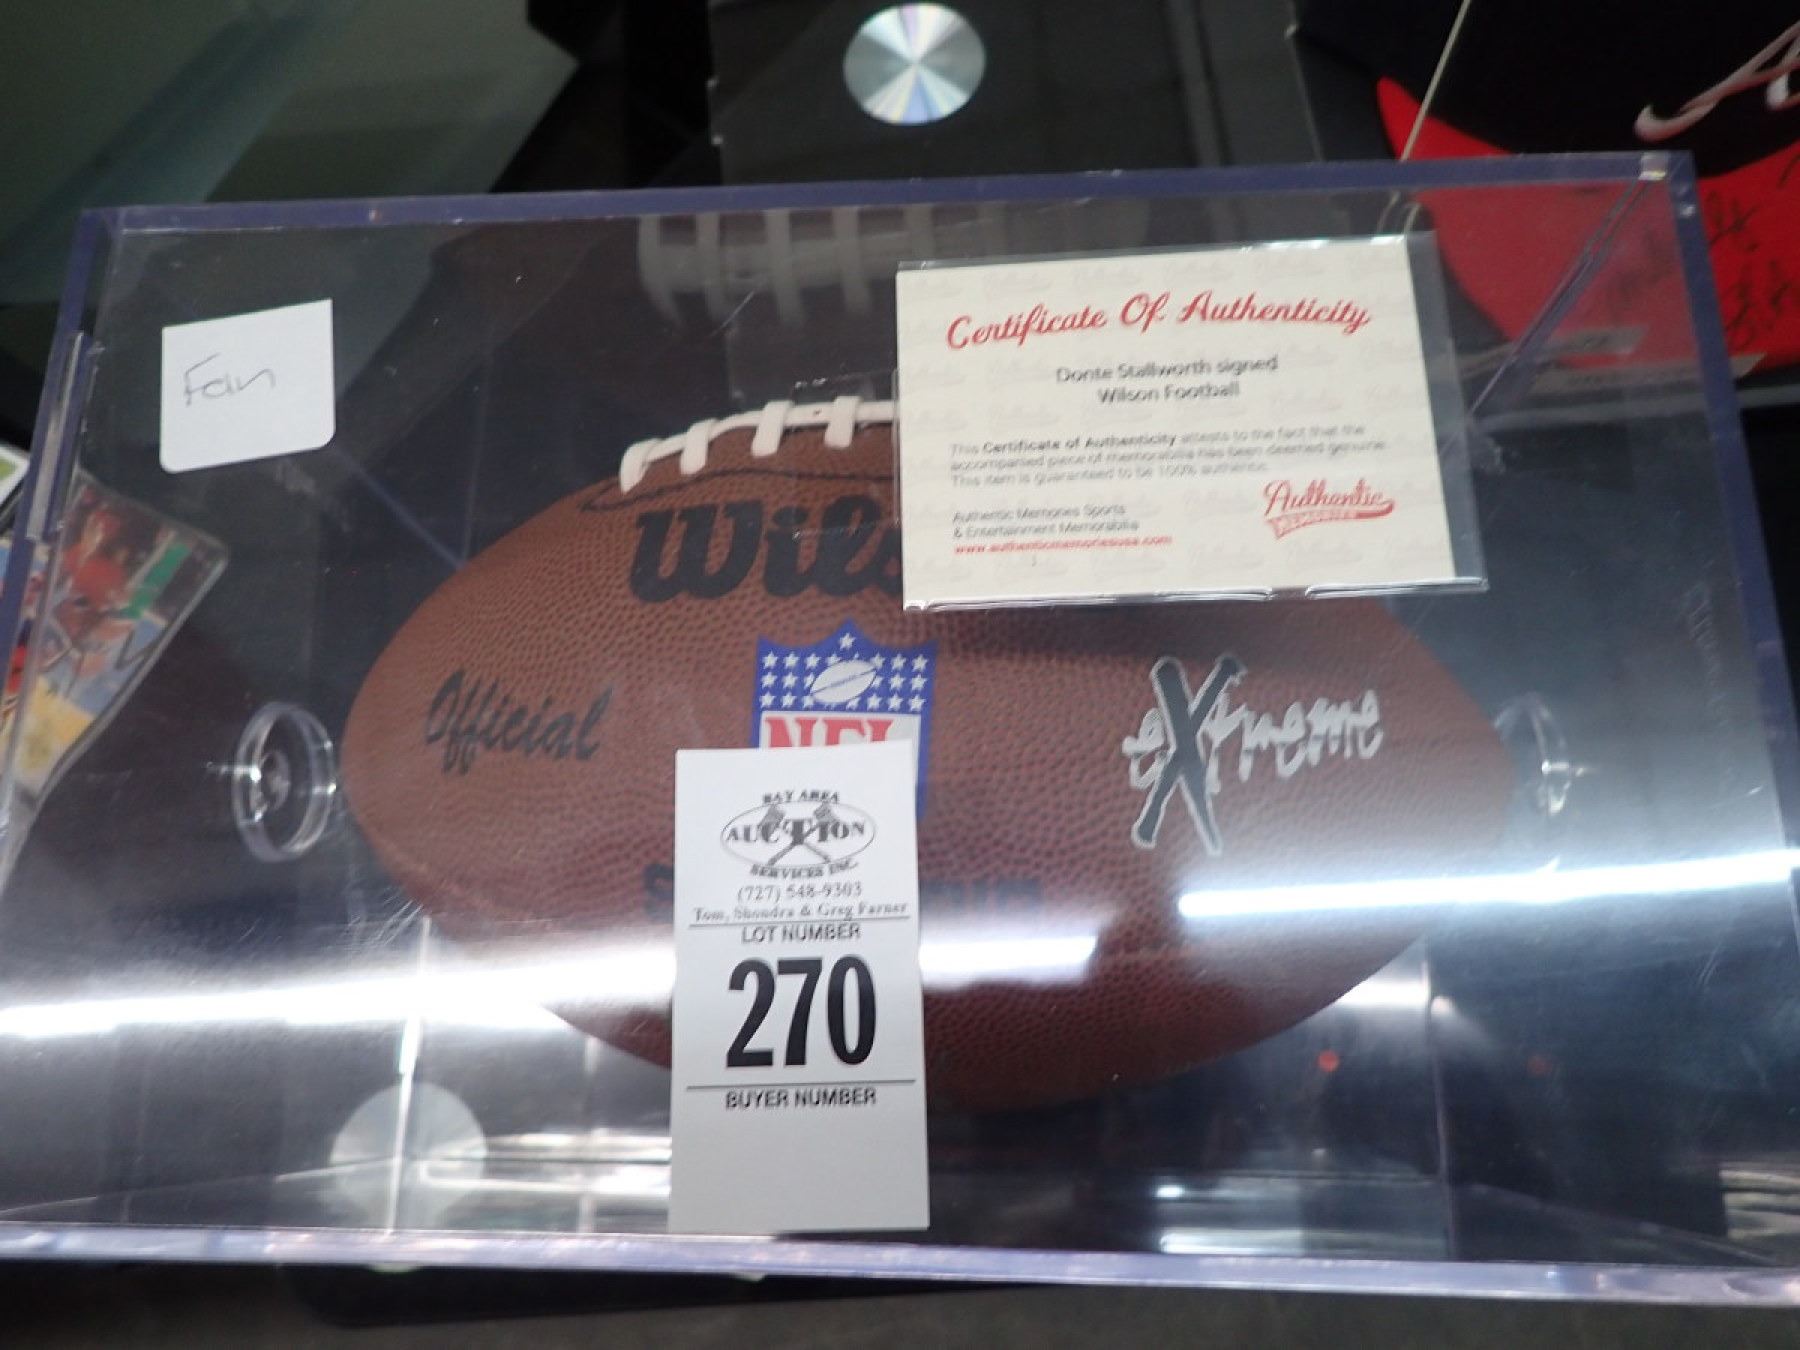 Fan
Certificate Of Authenticity
Donte Stallworth signed
Wilson Football
This Certificate of Authenticity attests to the fact that the
accompanied piece of memorabilia has been deemed genuine.
This item is guaranteed to be 100% authentic.
Authentic Memories Sports
& Entertainment Memorabilia
www.authenticmemoriesusa.com
Authentic
MEMORIES
Wils
Official
NFL
eXtreme
BAY AREA
AUCTION
SERVICES INC.
(727) 548-9303
Tom, Shondra & Greg Farner
LOT NUMBER
270
BUYER NUMBER